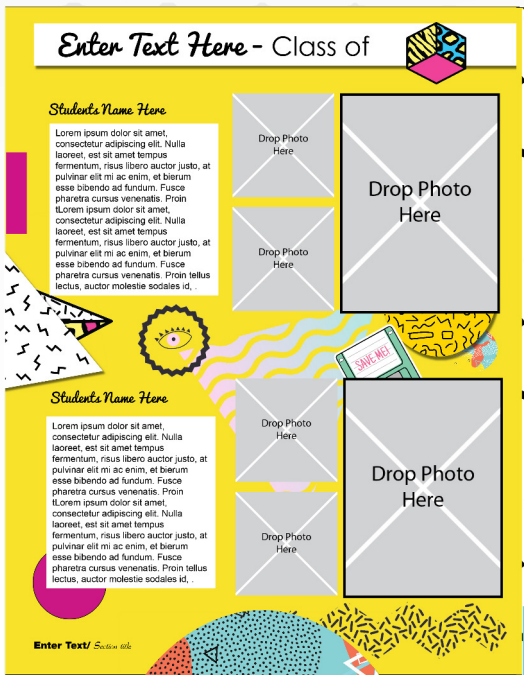 Enter Text Here - Class of
Students Name Here
Lorem ipsum dolor sit amet,
consectetur adipiscing elit. Nulla
laoreet, est sit amet tempus
fermentum, risus libero auctor justo, at
pulvinar elit mi ac enim, et bierum
esse bibendo ad fundum. Fusce
pharetra cursus venenatis. Proin
tLorem ipsum dolor sit amet,
consectetur adipiscing elit. Nulla
laoreet, est sit amet tempus
fermentum, risus libero auctor justo, at
pulvinar elit mi ac enim, et bierum
esse bibendo ad fundum. Fusce
pharetra cursus venenatis. Proin tellus
lectus, auctor molestie sodales id, .
Drop Photo
Here
Drop Photo
Here
Drop Photo
Here
SAVE ME!
Students Name Here
Lorem ipsum dolor sit amet,
consectetur adipiscing elit. Nulla
laoreet, est sit amet tempus
fermentum, risus libero auctor justo, at
pulvinar elit mi ac enim, et bierum
esse bibendo ad fundum. Fusce
pharetra cursus venenatis. Proin
tLorem ipsum dolor sit amet,
consectetur adipiscing elit. Nulla
laoreet, est sit amet tempus
fermentum, risus libero auctor justo, at
pulvinar elit mi ac enim, et bierum
esse bibendo ad fundum. Fusce
pharetra cursus venenatis. Proin tellus
lectus, auctor molestie sodales id, .
Drop Photo
Here
Drop Photo
Here
Drop Photo
Here
Enter Text/ Section title